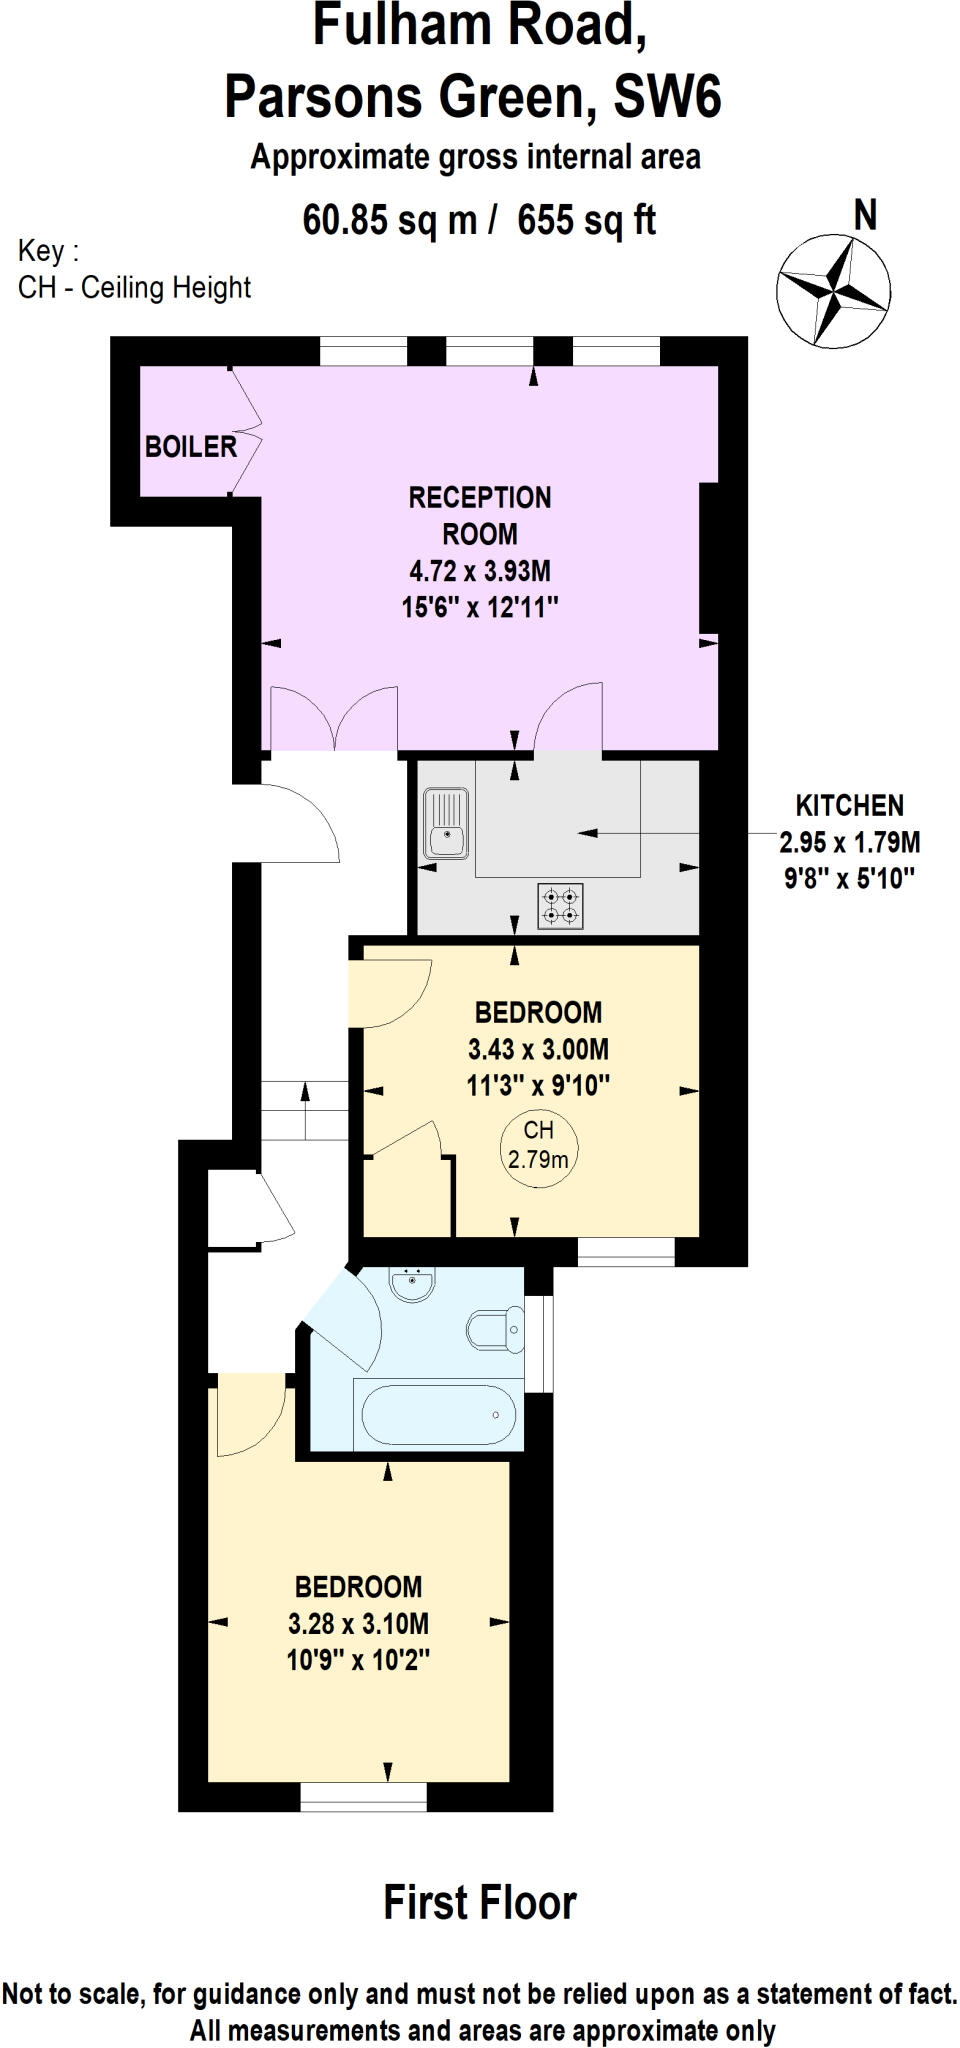 Fulham Road,
Parsons Green, SW6
Approximate gross internal area
60.85 sq m / 655 sq ft
N
Key :
CH - Ceiling Height
BOILER
RECEPTION
ROOM
4.72 x 3.93M
15'6" x 12'11"
KITCHEN
2.95 x 1.79M
9'8" x 5'10"
BEDROOM
3.43 x 3.00M
11'3" x 9'10"
CH
2.79m
BEDROOM
3.28 x 3.10M
10'9" x 10'2"
First Floor
Not to scale, for guidance only and must not be relied upon as a statement of fact.
All measurements and areas are approximate only